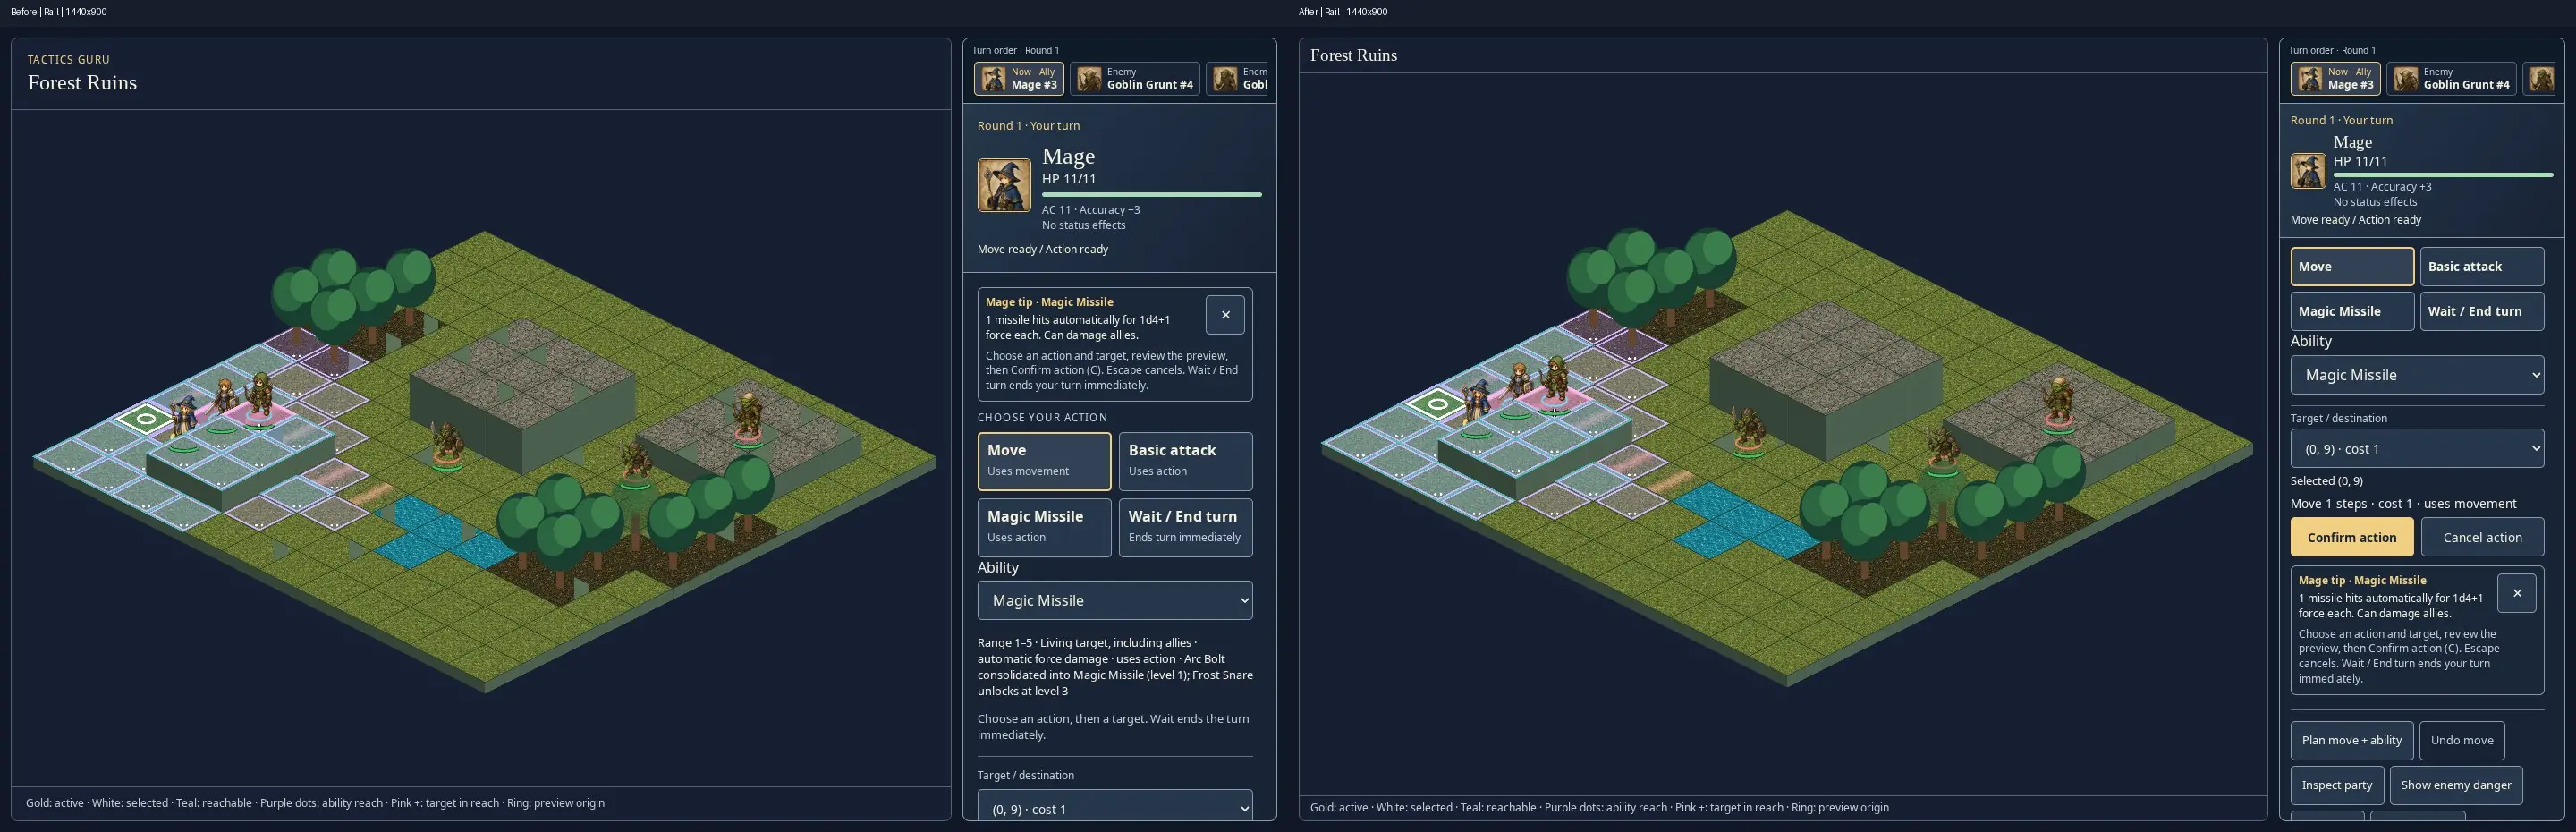 Before | Rail | 1440x900
TACTICS GURU
Forest Ruins
Gold: active · White: selected · Teal: reachable · Purple dots: ability reach · Pink +: target in reach · Ring: preview origin
Turn order · Round 1
Now · Ally
Mage #3
Enemy
Goblin Grunt #4
Enem
Gobl
Round 1 · Your turn
Mage
HP 11/11
AC 11 · Accuracy +3
No status effects
Move ready / Action ready
Mage tip · Magic Missile
1 missile hits automatically for 1d4+1
force each. Can damage allies.
×
Choose an action and target, review the preview,
then Confirm action (C). Escape cancels. Wait / End
turn ends your turn immediately.
CHOOSE YOUR ACTION
Move
Uses movement
Basic attack
Uses action
Magic Missile
Uses action
Wait / End turn
Ends turn immediately
Ability
Magic Missile
Range 1–5 · Living target, including allies ·
automatic force damage · uses action · Arc Bolt
consolidated into Magic Missile (level 1); Frost Snare
unlocks at level 3
Choose an action, then a target. Wait ends the turn
immediately.
Target / destination
(0, 9) · cost 1
After | Rail | 1440x900
Forest Ruins
Gold: active · White: selected · Teal: reachable · Purple dots: ability reach · Pink +: target in reach · Ring: preview origin
Turn order · Round 1
Now · Ally
Mage #3
Enemy
Goblin Grunt #4
Round 1 · Your turn
Mage
HP 11/11
AC 11 · Accuracy +3
No status effects
Move ready / Action ready
Move
Basic attack
Magic Missile
Wait / End turn
Ability
Magic Missile
Target / destination
(0, 9) · cost 1
Selected (0, 9)
Move 1 steps · cost 1 · uses movement
Confirm action
Cancel action
Mage tip · Magic Missile
1 missile hits automatically for 1d4+1
force each. Can damage allies.
×
Choose an action and target, review the
preview, then Confirm action (C). Escape
cancels. Wait / End turn ends your turn
immediately.
Plan move + ability
Undo move
Inspect party
Show enemy danger